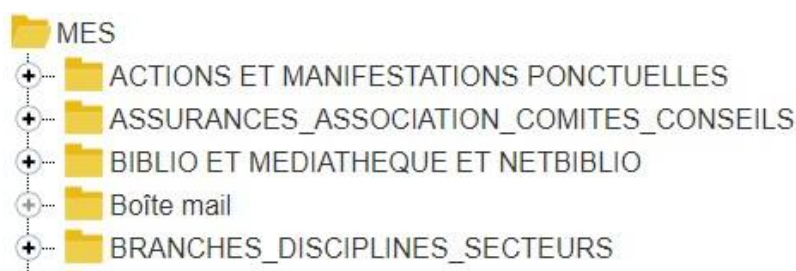 MES
ACTIONS ET MANIFESTATIONS PONCTUELLES
ASSURANCES_ASSOCIATION_COMITES_CONSEILS
BIBLIO ET MEDIATHEQUE ET NETBIBLIO
Boîte mail
BRANCHES_DISCIPLINES_SECTEURS